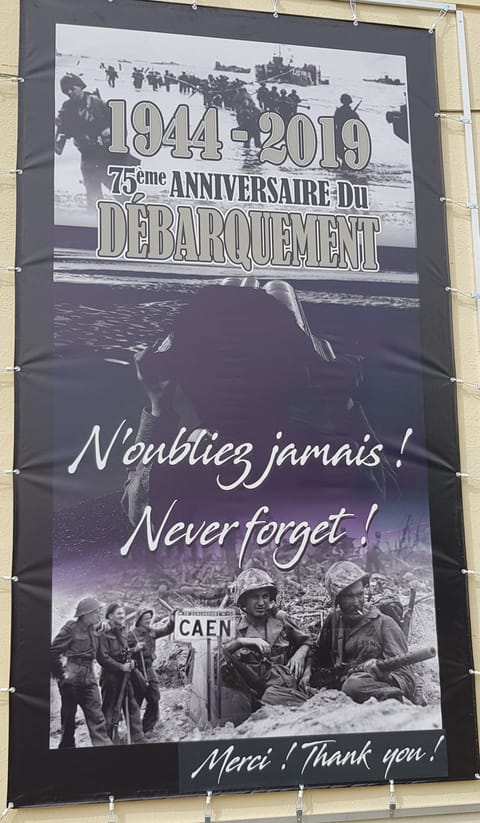 1944 - 2019
75ème ANNIVERSAIRE DU
DÉBARQUEMENT
N'oubliez jamais !
Never forget !
CAEN
Merci ! Thank you !